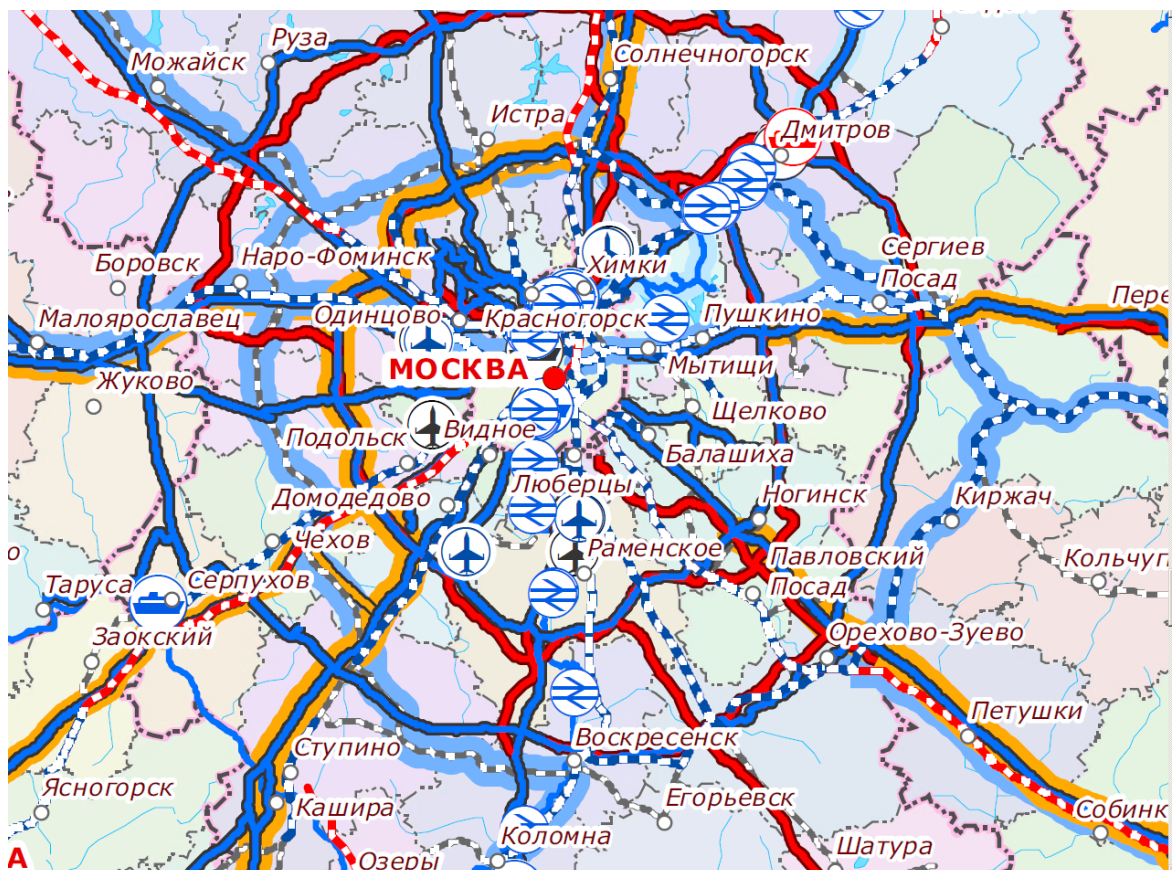 Руза
Можайск
Солнечногорск
Истра
Дмитров
Сергиев
Посад
Наро-Фоминск
Боровск
Химки
Пере
Малоярославец
Одинцово
Красногорск
Пушкино
МОСКВА
Мытищи
Жуково
Щелково
Подольск
Видное
Балашиха
Люберцы
Домодедово
Ногинск
Киржач
Чехов
Раменское
Павловский
Посад
Кольчуг
о
Таруса
Серпухов
Заокский
Орехово-Зуево
Петушки
Воскресенск
Ступино
Ясногорск
Кашира
Егорьевск
Собинк
Коломна
Шатура
Озеры
А